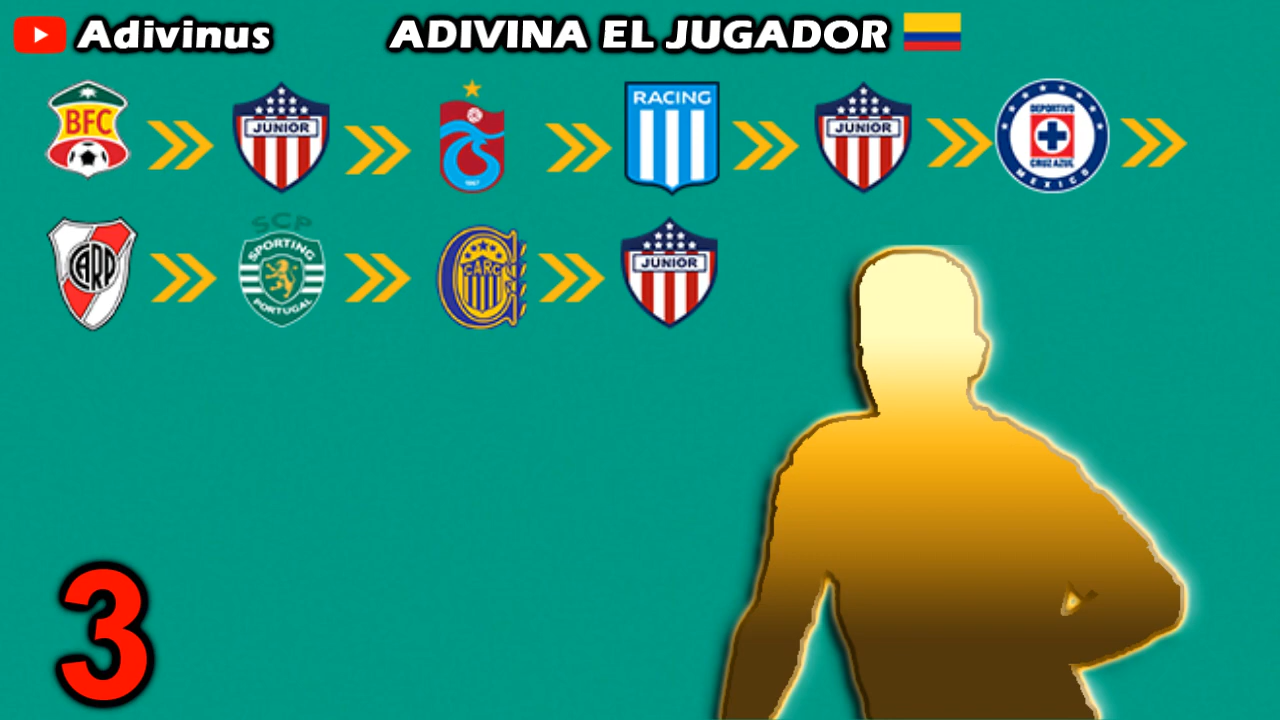 Adivinus
ADIVINA EL JUGADOR
BFC
JUNIOR
1967
RACING
JUNIOR
DEPORTIVO
CRUZ AZUL
MEXICO
CARP
SCP
SPORTING
PORTUGAL
CARC
JUNIOR
3